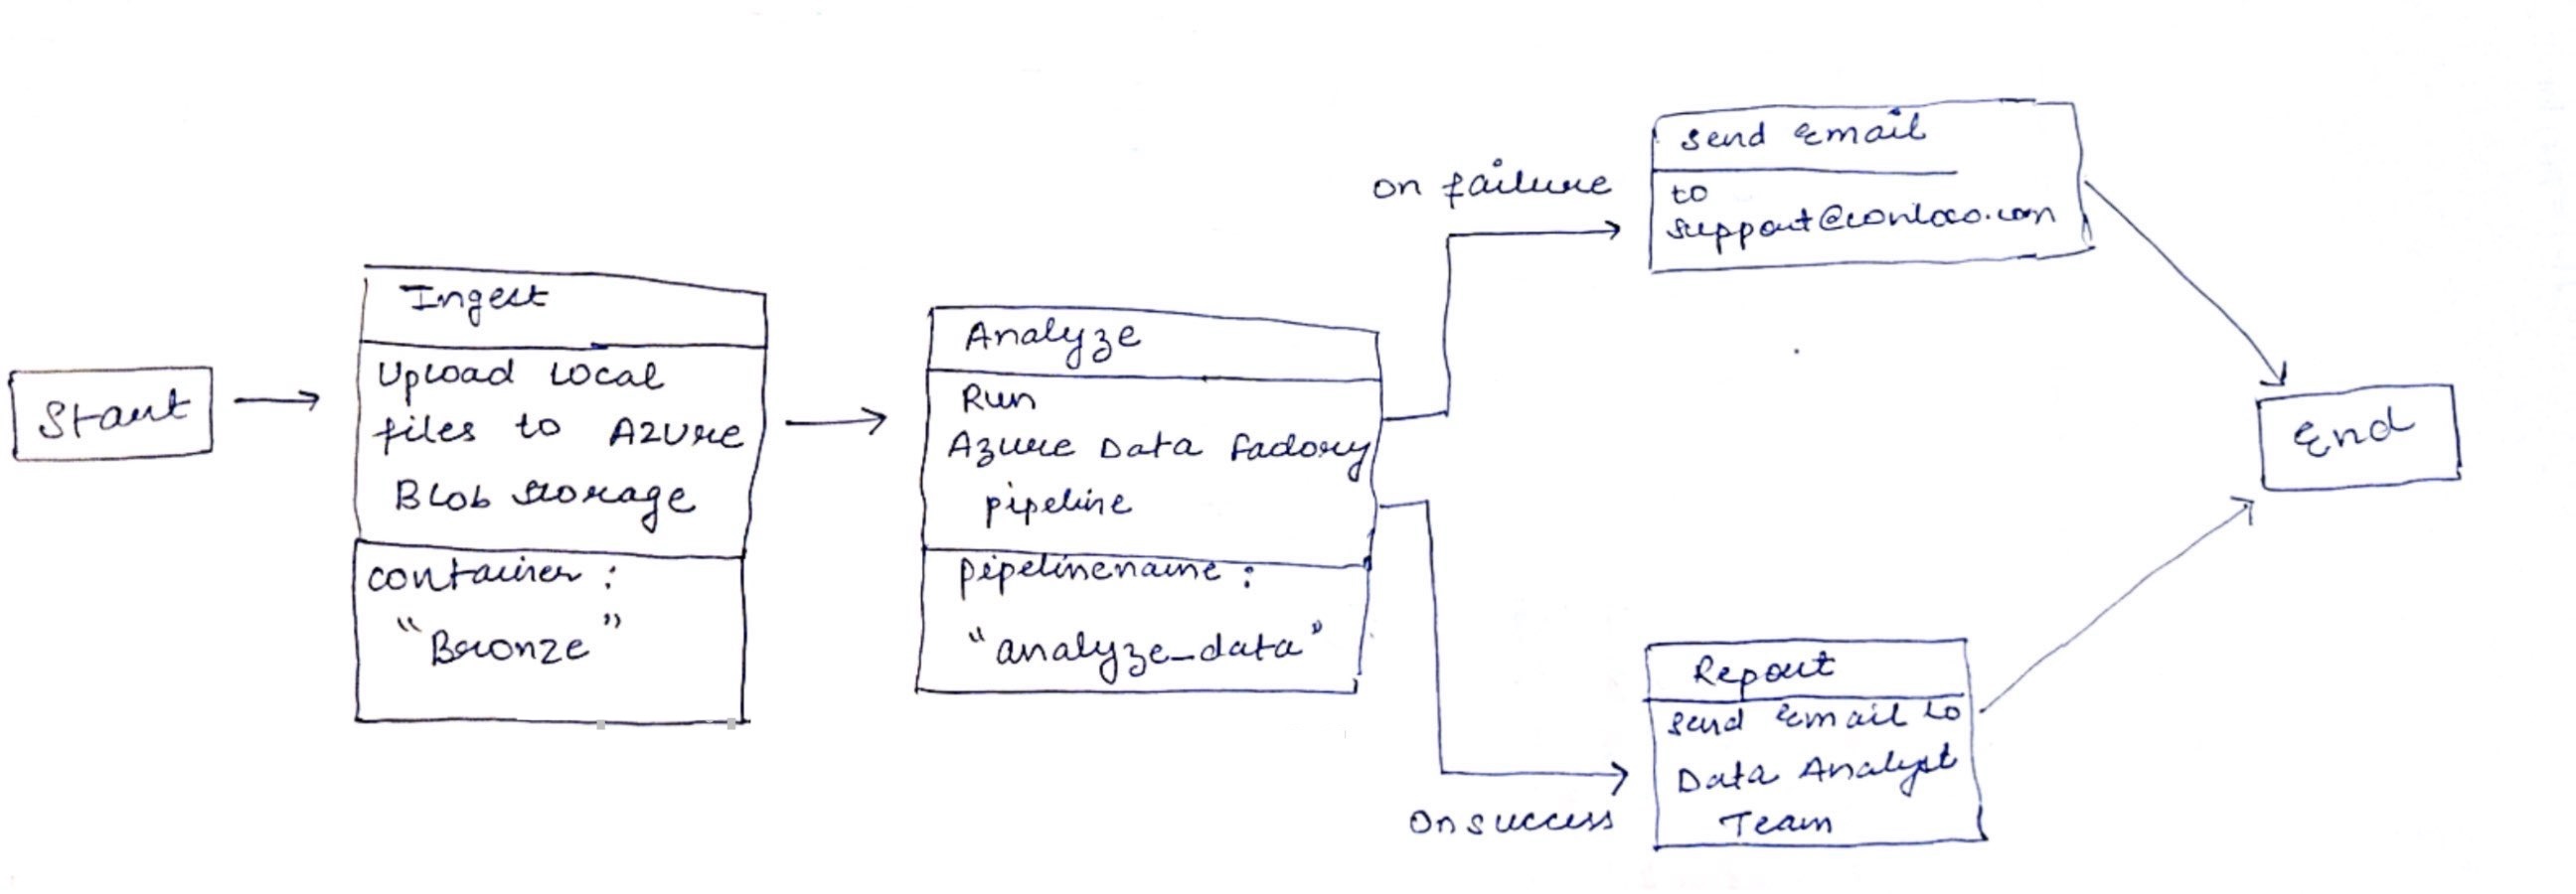 Start
Ingest
Upload Local
files to Azure
Blob Storage
container :
"Bronze"
Analyze
Run
Azure Data Factory
pipeline
pipelinename :
"analyze_data"
on failure
Send Email
to
support@contoso.com
On success
Report
Send Email to
Data Analyst
Team
End